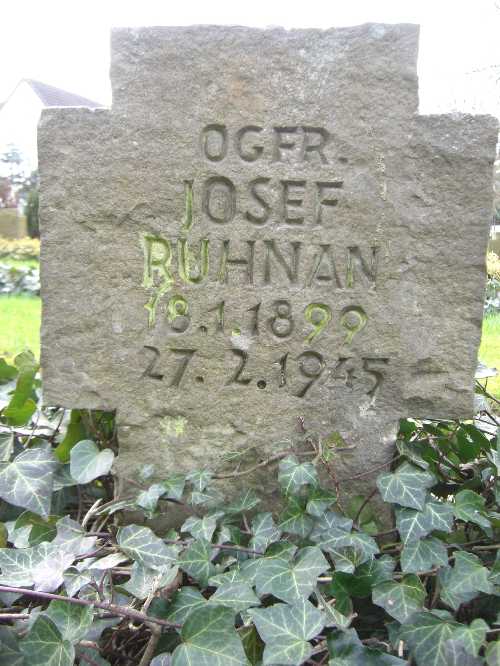 OGFR.
JOSEF
RUHNAN
18.1.1899
27.2.1945